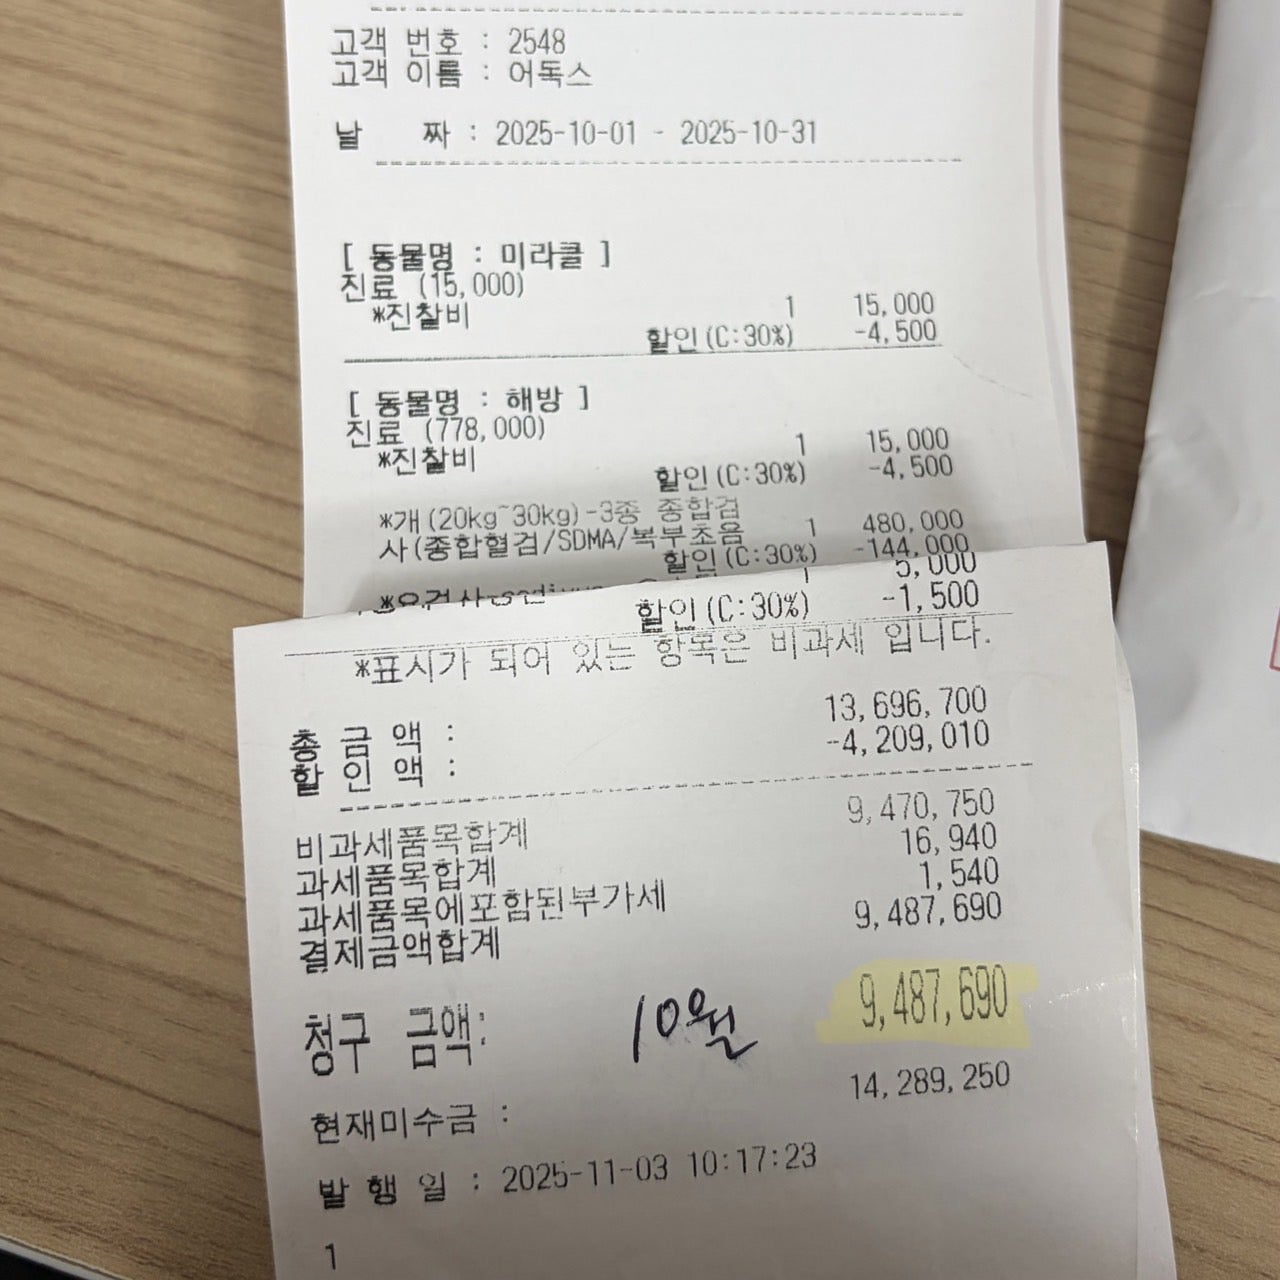 고객 번호 : 2548
고객 이름 : 어독스
날 짜 : 2025-10-01 - 2025-10-31
[ 동물명 : 미라클 ]
진료 (15,000)
*진찰비 1 15,000
할인(C:30%) -4,500
[ 동물명 : 해방 ]
진료 (778,000)
*진찰비 1 15,000
할인(C:30%) -4,500
*개(20kg~30kg)-3종 종합검
사(종합혈검/SDMA/복부초음 1 480,000
할인(C:30%) -144,000
1 5,000
할인(C:30%) -1,500
*표시가 되어 있는 항목은 비과세 입니다.
총 금 액 : 13,696,700
할 인 액 : -4,209,010
비과세품목합계 9,470,750
과세품목합계 16,940
과세품목에포함된부가세 1,540
결제금액합계 9,487,690
청구 금액: 10월 9,487,690
현재미수금 : 14,289,250
발 행 일 : 2025-11-03 10:17:23
1